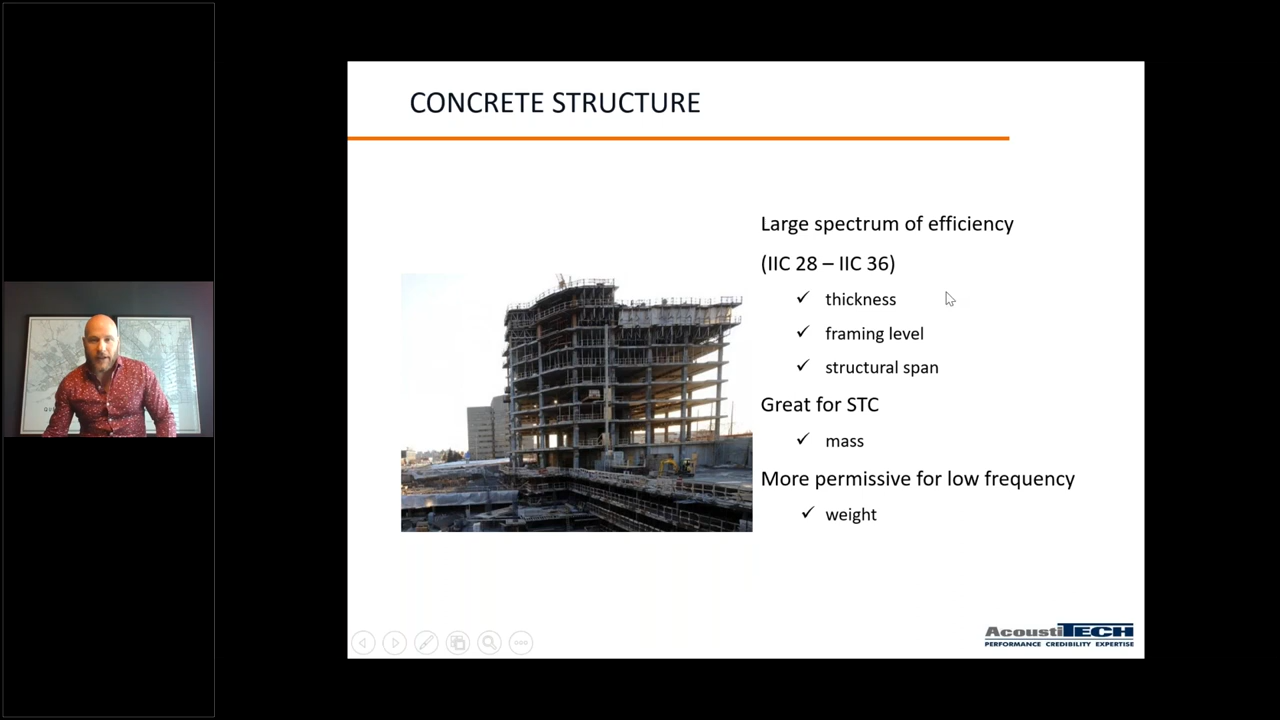 CONCRETE STRUCTURE
Large spectrum of efficiency
(IIC 28 – IIC 36)
✓ thickness
✓ framing level
✓ structural span
Great for STC
✓ mass
More permissive for low frequency
✓ weight
AcoustiTECH
PERFORMANCE CREDIBILITY EXPERTISE